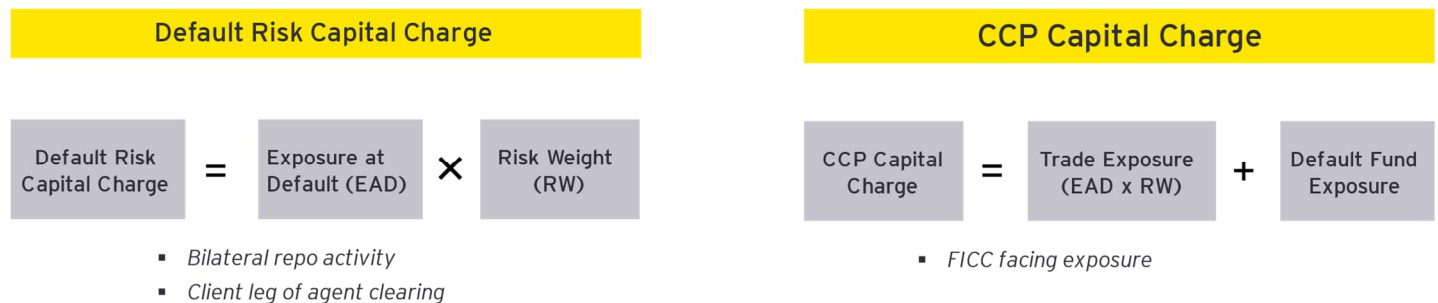 Default Risk Capital Charge
Default Risk
Capital Charge
=
Exposure at
Default (EAD)
×
Risk Weight
(RW)
▪ Bilateral repo activity
▪ Client leg of agent clearing
CCP Capital Charge
CCP Capital
Charge
=
Trade Exposure
(EAD x RW)
+
Default Fund
Exposure
▪ FICC facing exposure